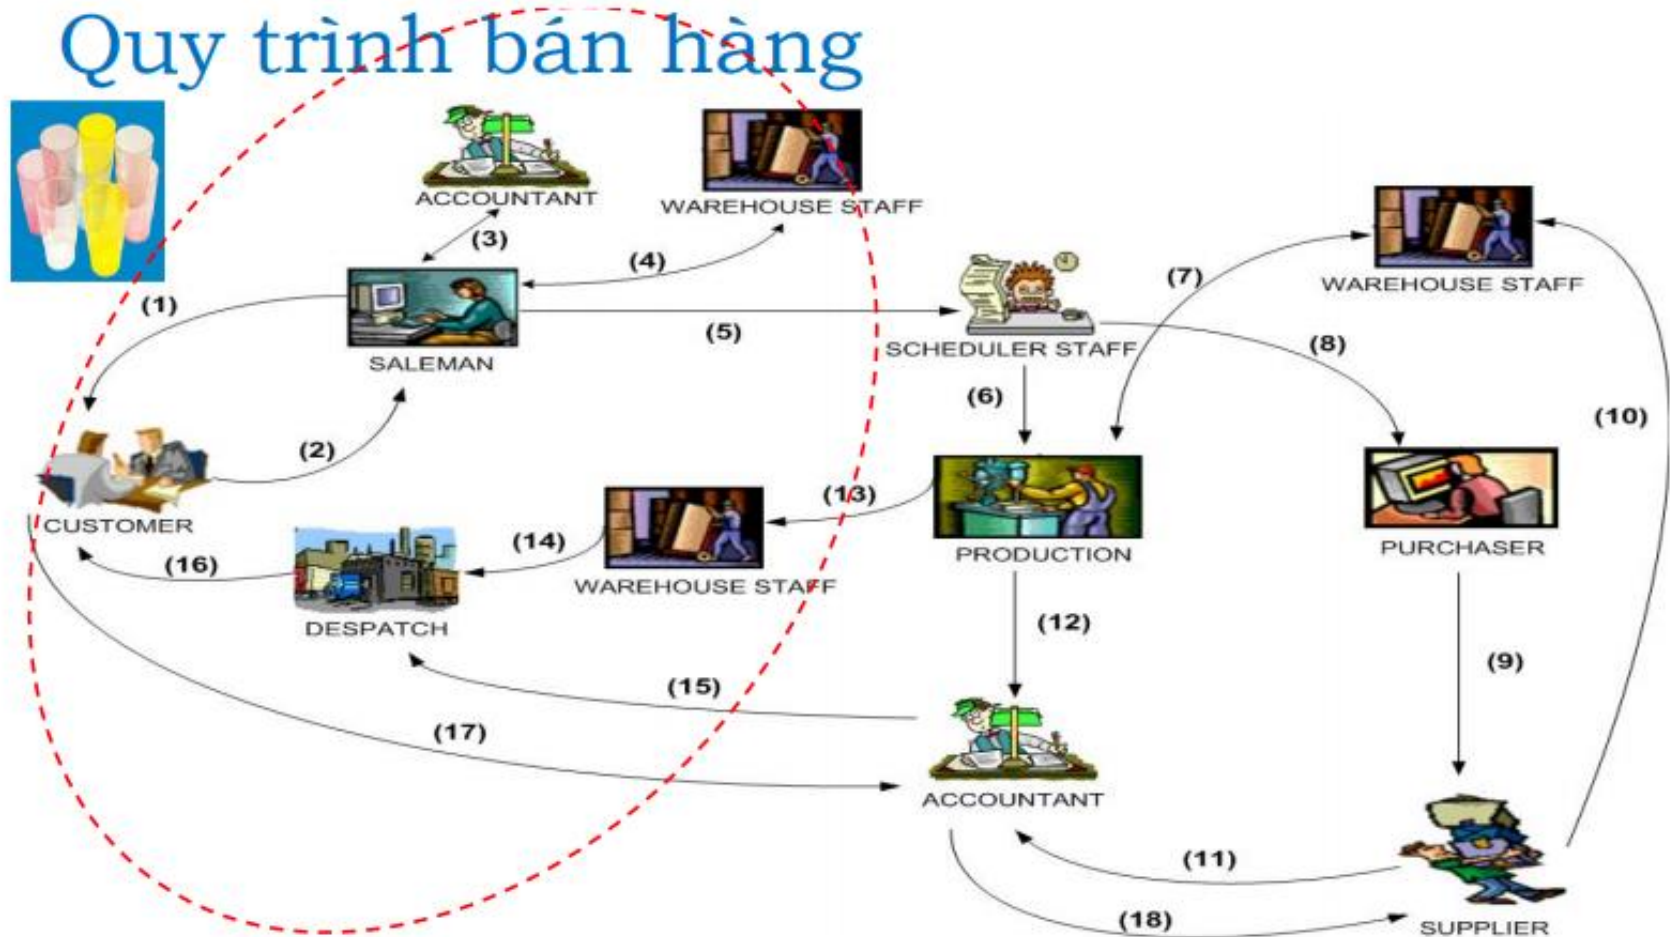 Quy trình bán hàng
ACCOUNTANT
WAREHOUSE STAFF
(3)
(4)
(1)
SALEMAN
(5)
SCHEDULER STAFF
(7)
WAREHOUSE STAFF
(8)
(6)
(10)
(2)
CUSTOMER
(13)
PRODUCTION
PURCHASER
(14)
(16)
WAREHOUSE STAFF
DESPATCH
(12)
(9)
(15)
(17)
ACCOUNTANT
(11)
(18)
SUPPLIER